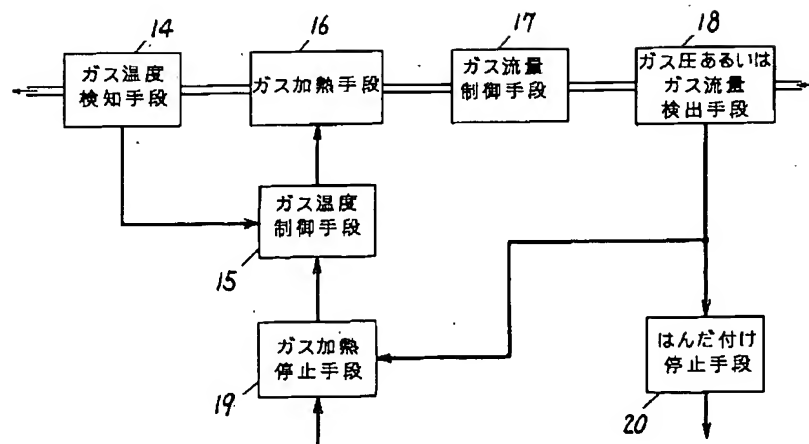 14
ガス温度
検知手段
16
ガス加熱手段
17
ガス流量
制御手段
18
ガス圧あるいは
ガス流量
検出手段
ガス温度
制御手段
15
ガス加熱
停止手段
19
はんだ付け
停止手段
20